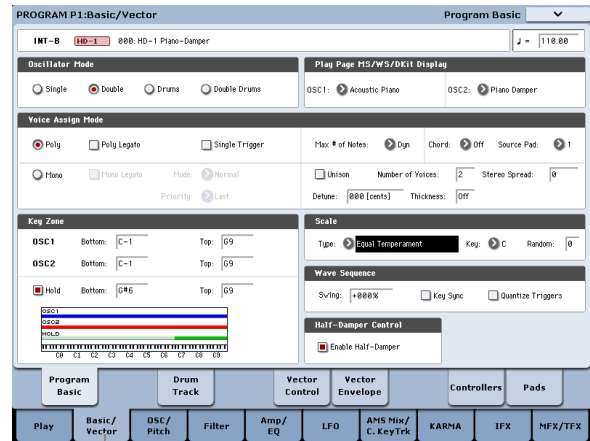 PROGRAM P1:Basic/Vector Program Basic
INT-B HD-1 000: HD-1 Piano-Damper ♩ = 110.00
Oscillator Mode
Single Double Drums Double Drums
Play Page MS/WS/DKit Display
OSC1: Acoustic Piano OSC2: Piano Damper
Voice Assign Mode
Poly Poly Legato Single Trigger Max # of Notes: Dyn Chord: Off Source Pad: 1
Mono Mono Legato Mode: Normal Unison Number of Voices: 2 Stereo Spread: 0
Priority: Last Detune: 000 [cents] Thickness: Off
Key Zone
OSC1 Bottom: C-1 Top: G9
OSC2 Bottom: C-1 Top: G9
Hold Bottom: G#6 Top: G9
OSC1
OSC2
HOLD
C0 C1 C2 C3 C4 C5 C6 C7 C8 C9
Scale
Type: Equal Temperament Key: C Random: 0
Wave Sequence
Swing: +000% Key Sync Quantize Triggers
Half-Damper Control
Enable Half-Damper
Program Basic Drum Track Vector Control Vector Envelope Controllers Pads
Play Basic/Vector OSC/Pitch Filter Amp/EQ LFO AMS Mix/C.KeyTrk KARMA IFX MFX/TFX